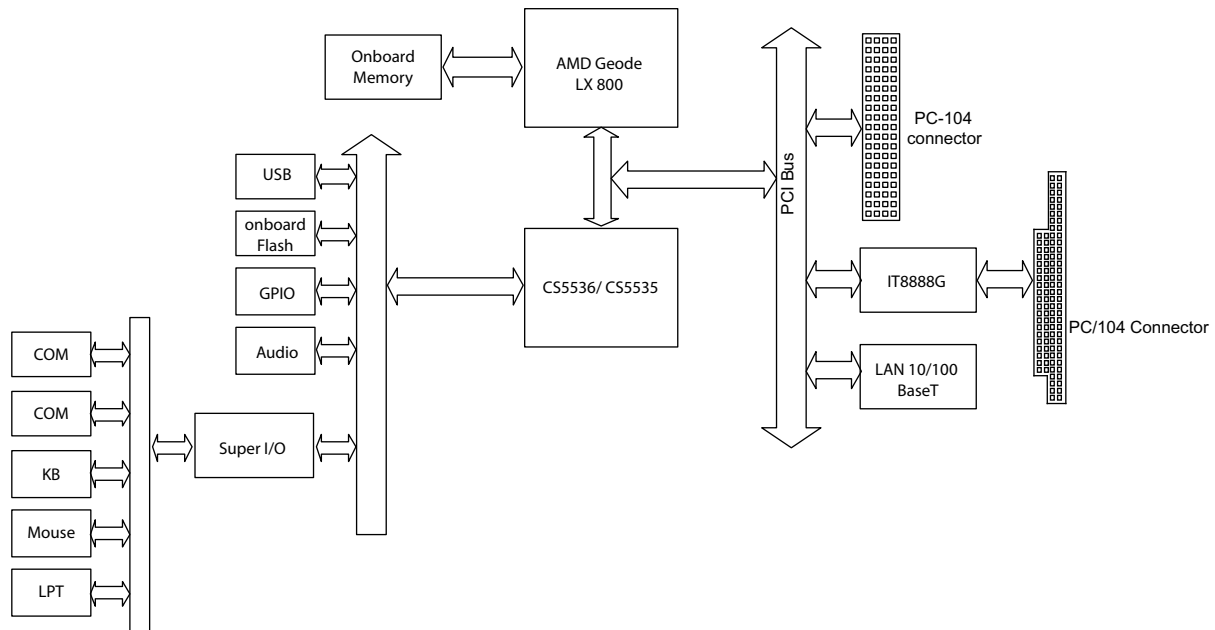 Onboard
Memory
AMD Geode
LX 800
PC-104
connector
USB
onboard
Flash
GPIO
Audio
PCI Bus
CS5536/ CS5535
IT8888G
PC/104 Connector
LAN 10/100
BaseT
COM
COM
KB
Mouse
LPT
Super I/O